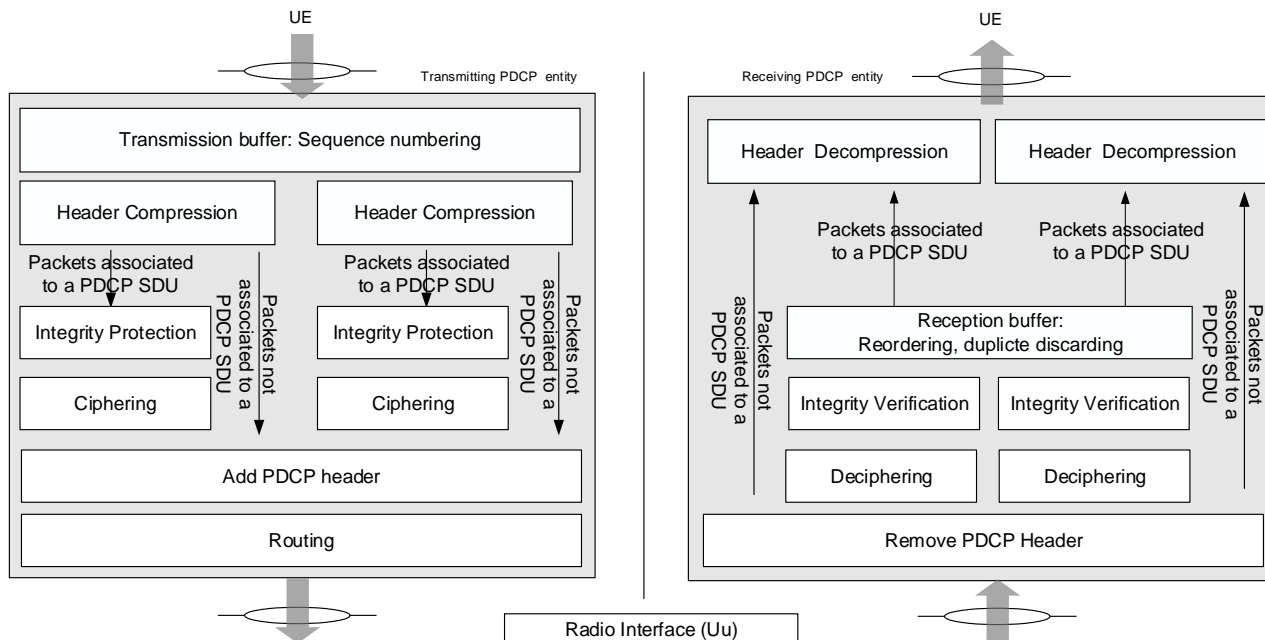 UE
Transmitting PDCP entity
Transmission buffer: Sequence numbering
Header Compression
Header Compression
Packets associated
to a PDCP SDU
Packets not
associated to a
PDCP SDU
Packets associated
to a PDCP SDU
Packets not
associated to a
PDCP SDU
Integrity Protection
Integrity Protection
Ciphering
Ciphering
Add PDCP header
Routing
UE
Receiving PDCP entity
Header Decompression
Header Decompression
Packets associated
to a PDCP SDU
Packets associated
to a PDCP SDU
Packets not
associated to a
PDCP SDU
Packets not
associated to a
PDCP SDU
Reception buffer:
Reordering, duplicte discarding
Integrity Verification
Integrity Verification
Deciphering
Deciphering
Remove PDCP Header
Radio Interface (Uu)